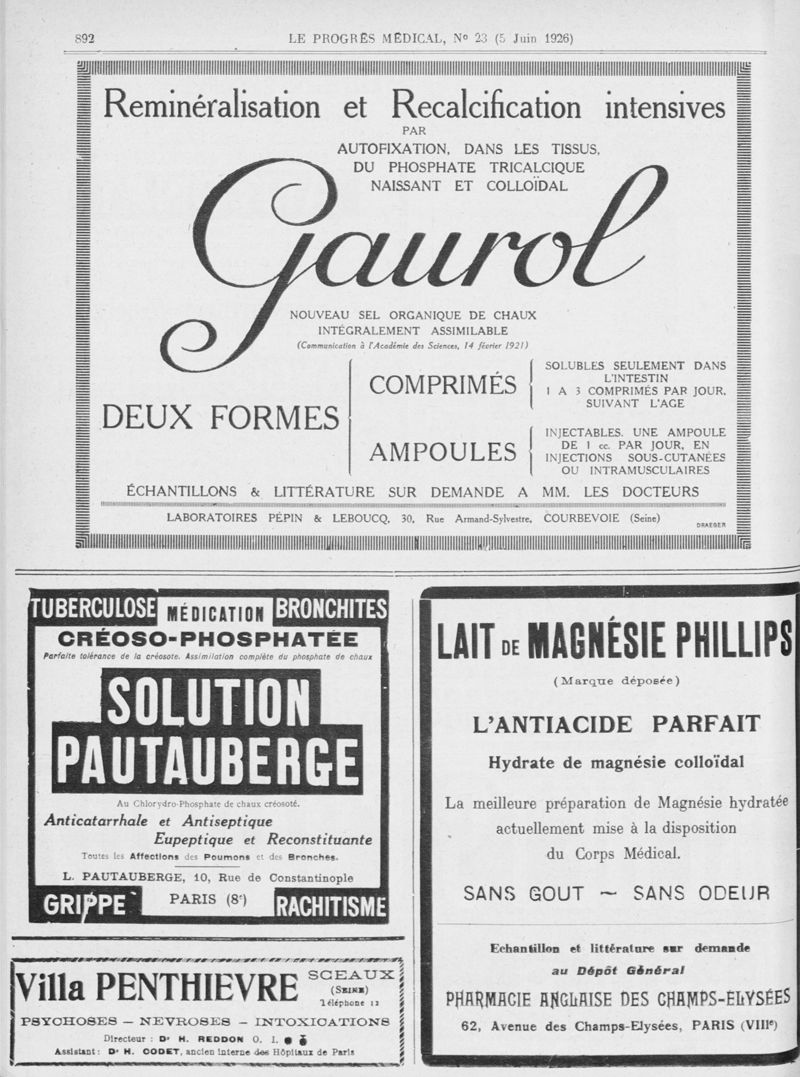 892
LE PROGRÈS MÉDICAL, No 23 (5 Juin 1926)
Reminéralisation et Recalcification intensives
PAR
AUTOFIXATION, DANS LES TISSUS,
DU PHOSPHATE TRICALCIQUE
NAISSANT ET COLLOÏDAL
Gaurol
NOUVEAU SEL ORGANIQUE DE CHAUX
INTÉGRALEMENT ASSIMILABLE
(Communication à l'Académie des Sciences, 14 février 1921)
DEUX FORMES
COMPRIMÉS
SOLUBLES SEULEMENT DANS
L'INTESTIN
1 A 3 COMPRIMÉS PAR JOUR,
SUIVANT L'AGE
AMPOULES
INJECTABLES. UNE AMPOULE
DE 1 cc. PAR JOUR, EN
INJECTIONS SOUS-CUTANÉES
OU INTRAMUSCULAIRES
ÉCHANTILLONS & LITTÉRATURE SUR DEMANDE A MM. LES DOCTEURS
LABORATOIRES PÉPIN & LEBOUCQ, 30, Rue Armand-Sylvestre, COURBEVOIE (Seine)
DRAEGER
TUBERCULOSE MÉDICATION BRONCHITES
CRÉOSO-PHOSPHATÉE
Parfaite tolérance de la créosote. Assimilation complète du phosphate de chaux
SOLUTION
PAUTAUBERGE
Au Chlorydro-Phosphate de chaux créosoté.
Anticatarrhale et Antiseptique
Eupeptique et Reconstituante
Toutes les Affections des Poumons et des Bronches.
L. PAUTAUBERGE, 10, Rue de Constantinople
GRIPPE PARIS (8e) RACHITISME
Villa PENTHIEVRE
SCEAUX
(SEINE)
Téléphone 12
PSYCHOSES — NEVROSES — INTOXICATIONS
Directeur : Dr H. REDDON O. I.
Assistant : Dr H. CODET, ancien interne des Hôpitaux de Paris
LAIT DE MAGNÉSIE PHILLIPS
(Marque déposée)
L'ANTIACIDE PARFAIT
Hydrate de magnésie colloïdal
La meilleure préparation de Magnésie hydratée
actuellement mise à la disposition
du Corps Médical.
SANS GOUT ~ SANS ODEUR
Echantillon et littérature sur demande
au Dépôt Général
PHARMACIE ANGLAISE DES CHAMPS-ÉLYSÉES
62, Avenue des Champs-Elysées, PARIS (VIIIe)